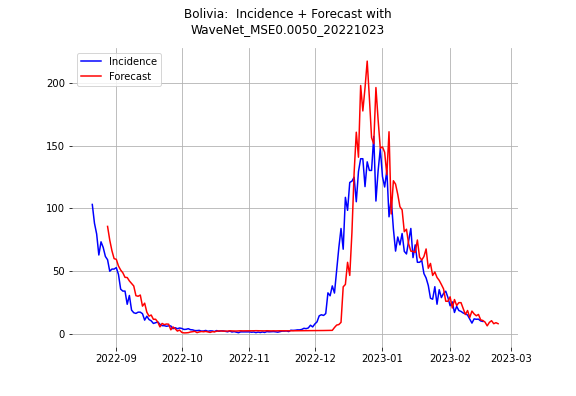 Bolivia:  Incidence + Forecast with
WaveNet_MSE0.0050_20221023
Incidence
Forecast
200
150
100
50
0
2022-09 2022-10 2022-11 2022-12 2023-01 2023-02 2023-03